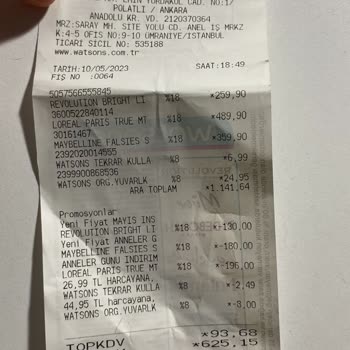 EMIN YURDAKUL CAD. NO:1/
POLATLI / ANKARA
ANADOLU KR. VD. 2120370364
MRZ:SARAY MH. SITE YOLU CD. ANEL IŞ MRKZ
K:4-5 OFIS NO:9-10 ÜMRANIYE/ISTANBUL
TICARI SICIL NO: 535188
www.watsons.com.tr
TARIH:10/05/2023 SAAT:18:49
FIŞ NO :0064
5057566555845
REVOLUTION BRIGHT LI %18 *259,90
3600522840114
LOREAL PARIS TRUE MT %18 *489,90
30161467
MAYBELLINE FALSIES S %18 *359,90
2392020014555
WATSONS TEKRAR KULLA %8 *6,99
2399900868536
WATSONS ORG.YUVARLK %8 *24,95
ARA TOPLAM *1.141,64
Promosyonlar
Yeni Fiyat MAYIS INS
REVOLUTION BRIGHT LI %18 *-130,00
Yeni Fiyat ANNELER G
MAYBELLINE FALSIES S %18 *-180,00
ANNELER GUNU INDIRIM
LOREAL PARIS TRUE MT %18 *-196,00
26,99 TL HARCAYANA,
WATSONS TEKRAR KULLA %8 *-2,49
44,95 TL harcayana,
WATSONS ORG.YUVARLK %8 *-8,00
TOPKDV *93,68
*625,15